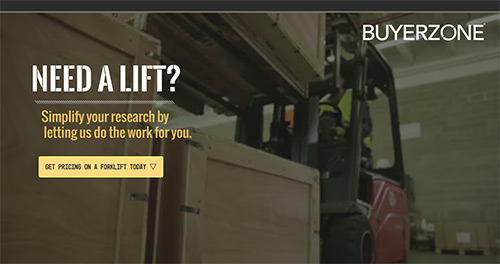 BUYERZONE
NEED A LIFT?
Simplify your research by
letting us do the work for you.
GET PRICING ON A FORKLIFT TODAY